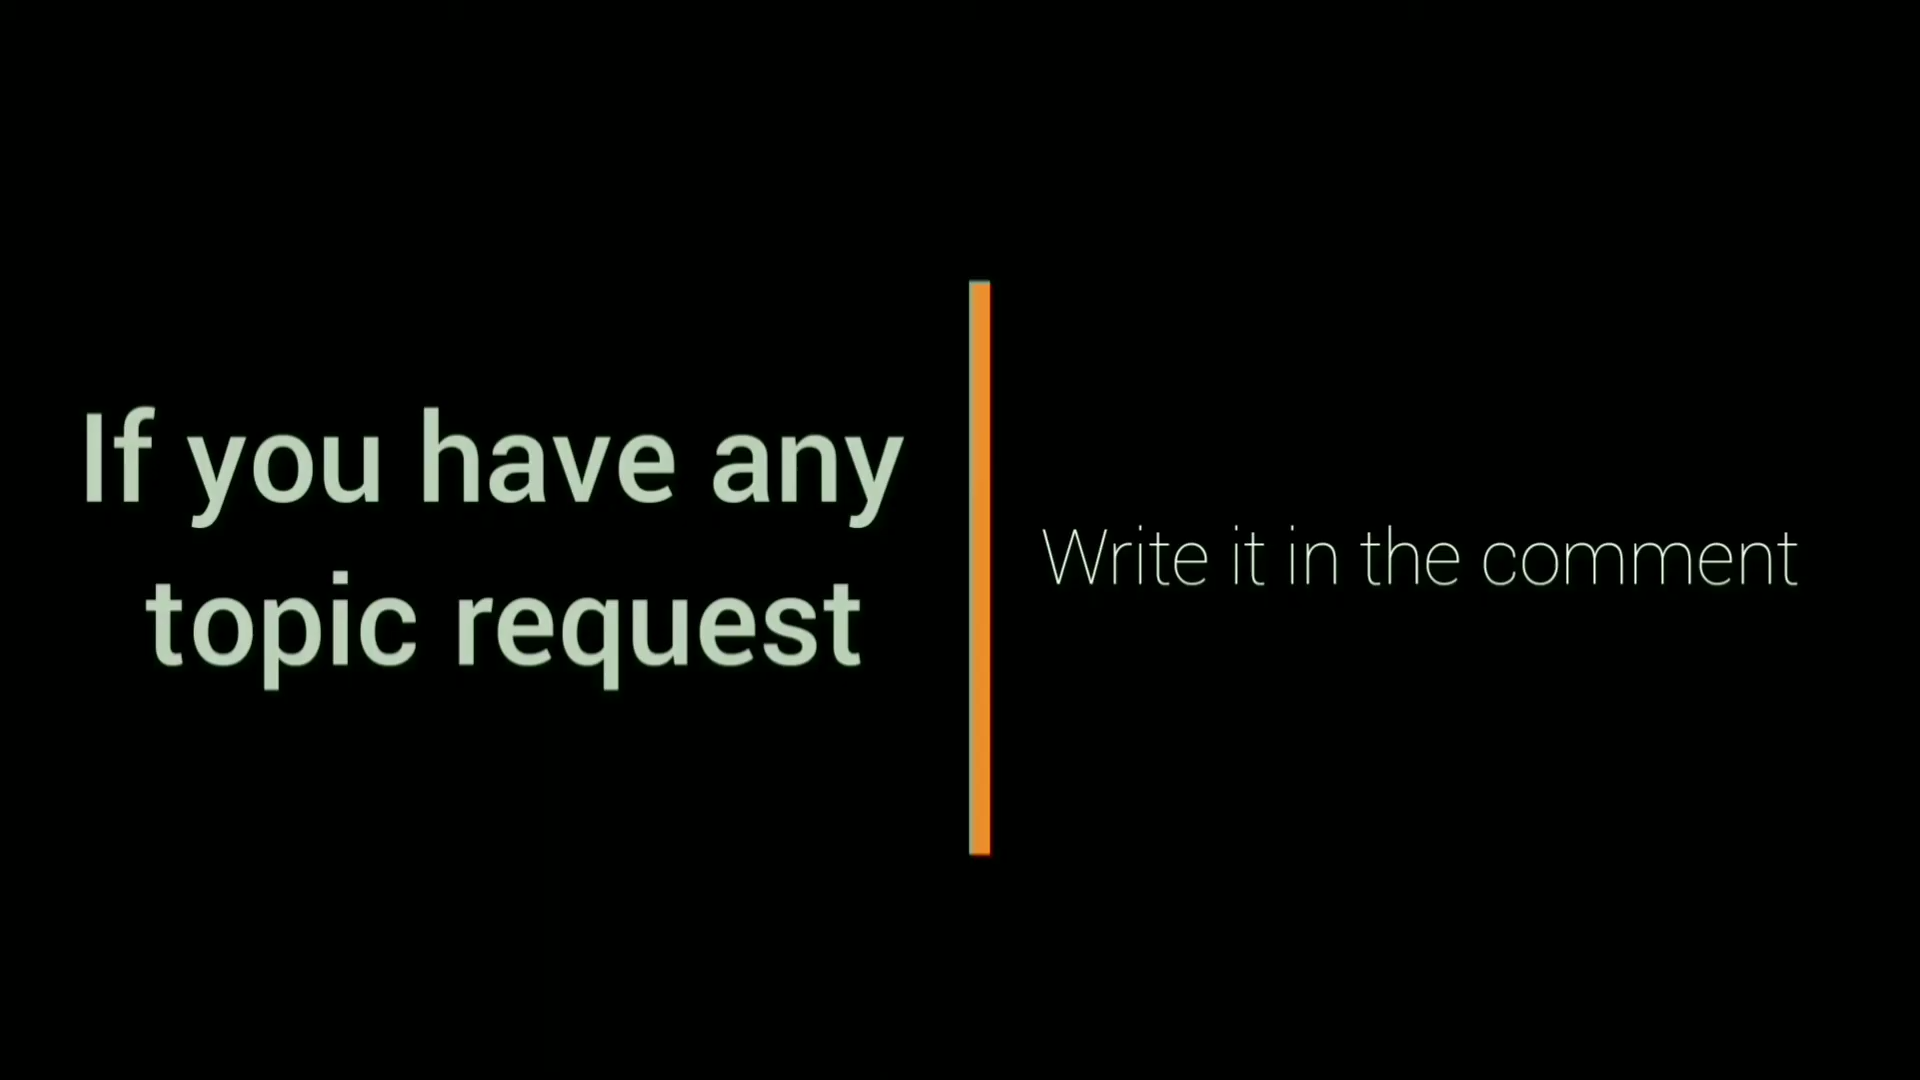 If you have any
topic request
Write it in the comment